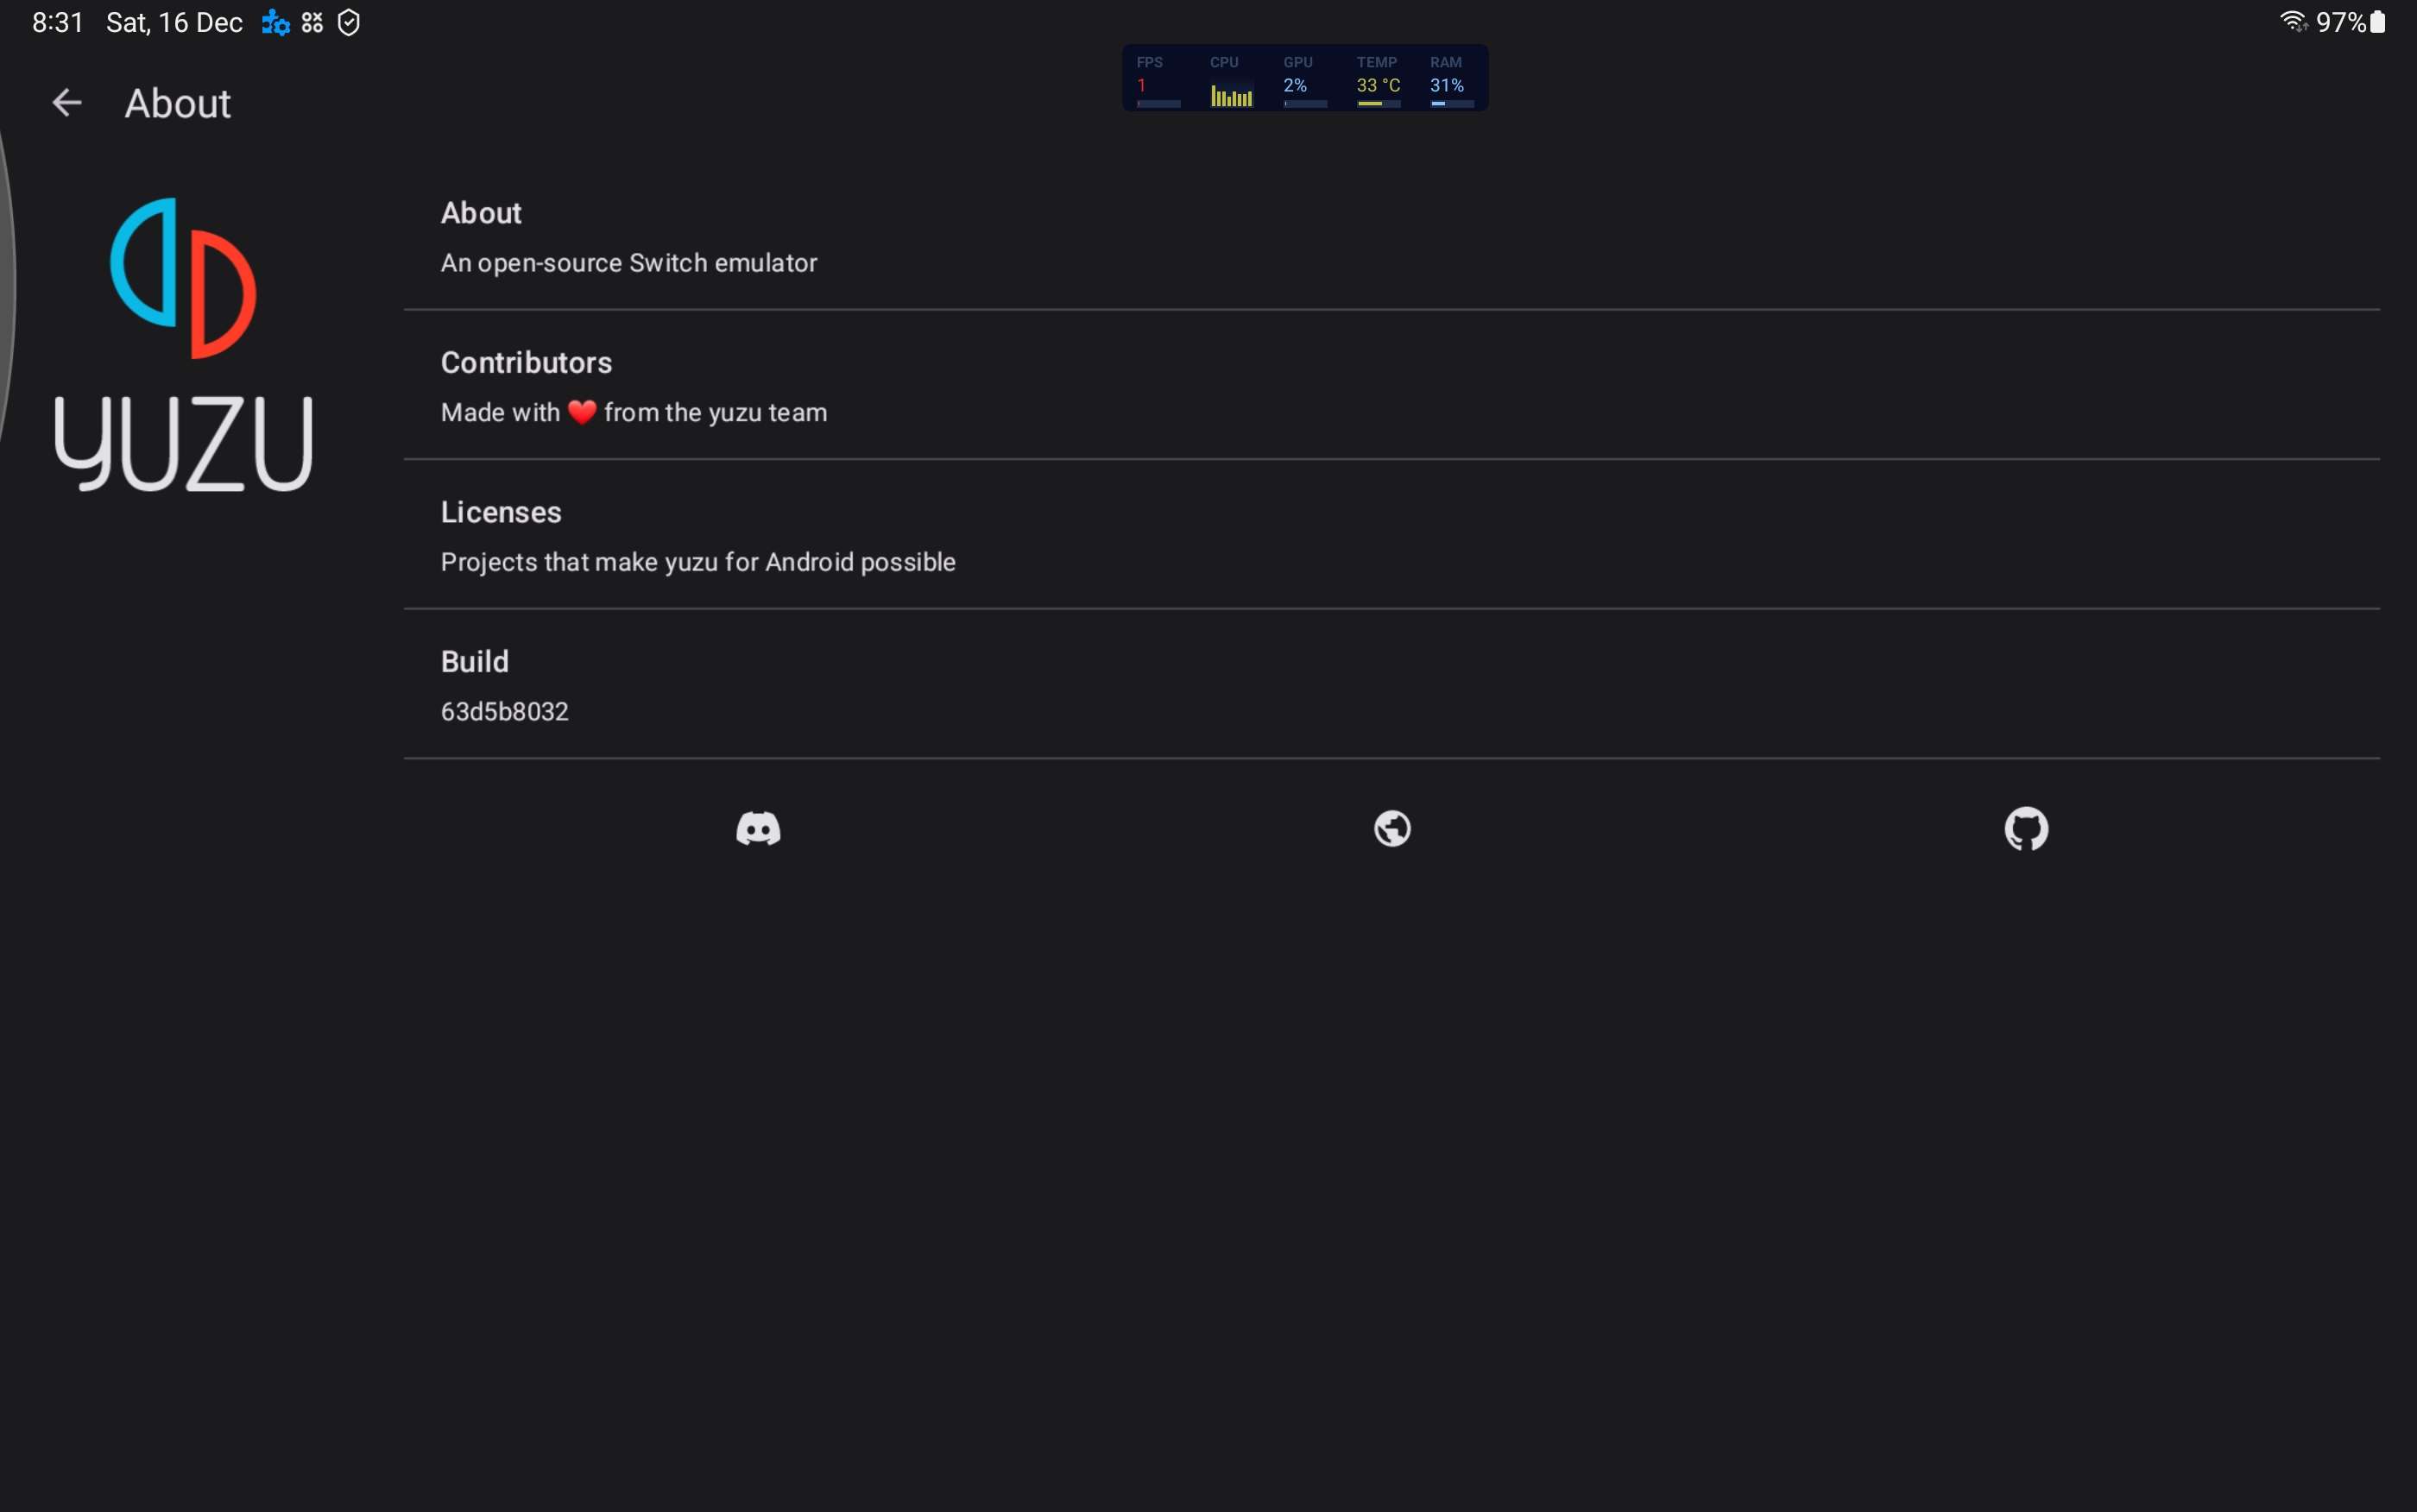 8:31 Sat, 16 Dec
97%
FPS CPU GPU TEMP RAM
1 2% 33 °C 31%
About
yuzu
About
An open-source Switch emulator
Contributors
Made with ❤️ from the yuzu team
Licenses
Projects that make yuzu for Android possible
Build
63d5b8032